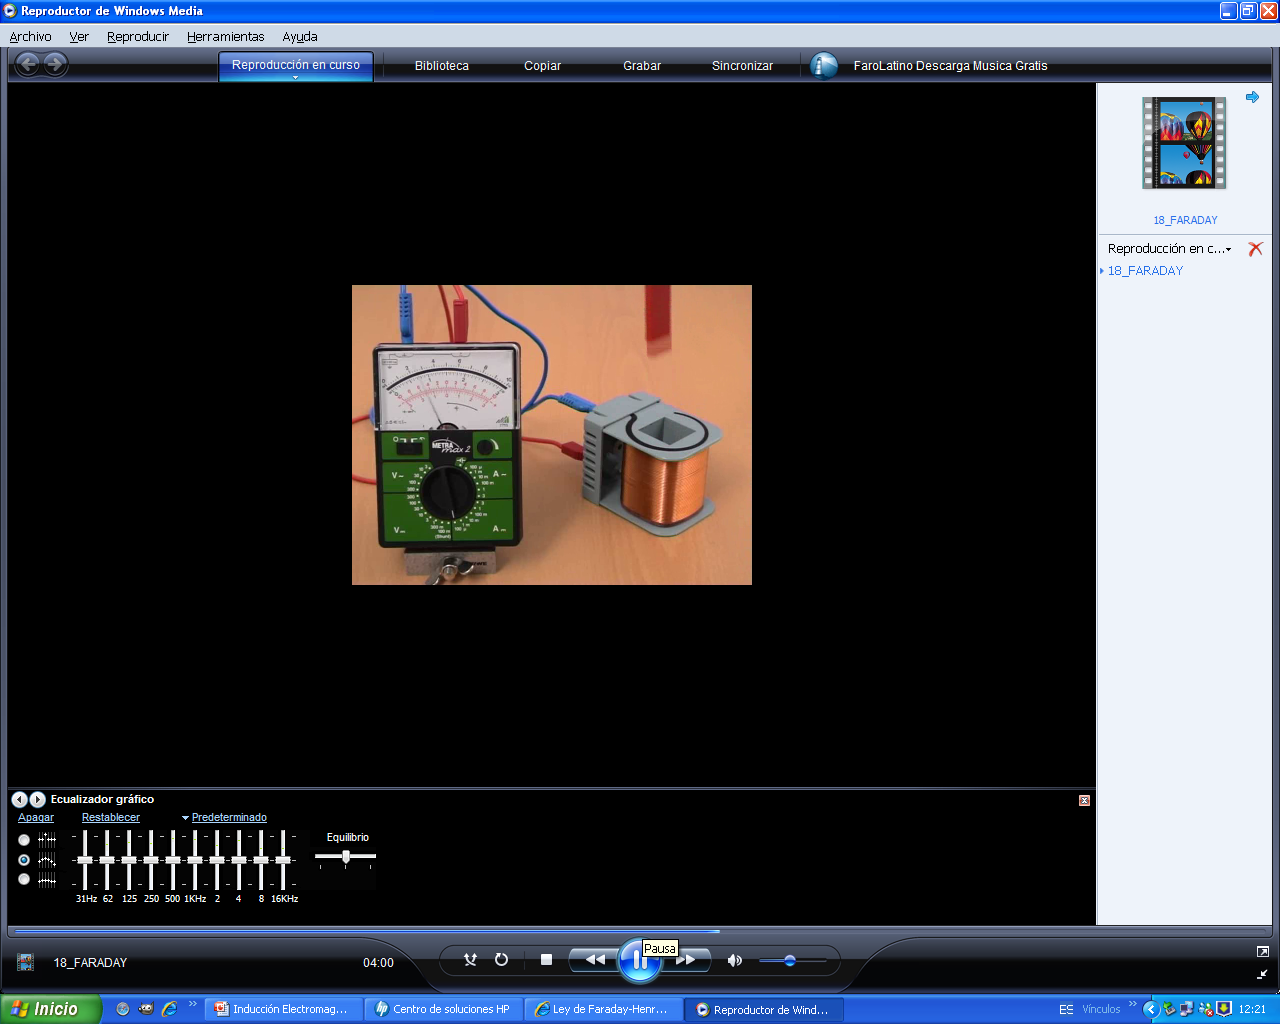 Reproductor de Windows Media
Archivo Ver Reproducir Herramientas Ayuda
Reproducción en curso Biblioteca Copiar Grabar Sincronizar FaroLatino Descarga Musica Gratis
18_FARADAY
Reproducción en c...
18_FARADAY
METRA
max 2
V A
V A
Ecualizador gráfico
Apagar Restablecer Predeterminado
Equilibrio
31Hz 62 125 250 500 1KHz 2 4 8 16KHz
Pausa
18_FARADAY 04:00
Inicio Inducción Electromag... Centro de soluciones HP Ley de Faraday-Henr... Reproductor de Wind... EE Vínculos 12:21